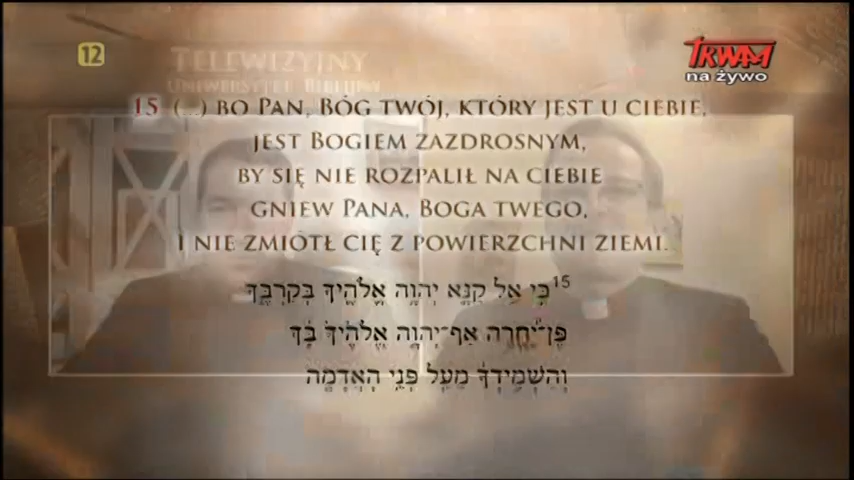 12
TELEWIZYJNY
UNIWERSYTET BIBLIJNY
TRWAM
na żywo
15 (...) BO PAN, BÓG TWÓJ, KTÓRY JEST U CIEBIE,
JEST BOGIEM ZAZDROSNYM,
BY SIĘ NIE ROZPALIŁ NA CIEBIE
GNIEW PANA, BOGA TWEGO,
I NIE ZMIÓTŁ CIĘ Z POWIERZCHNI ZIEMI.
15כִּ֣י אֵ֥ל קַנָּ֛א יְהוָ֥ה אֱלֹהֶ֖יךָ בְּקִרְבֶּ֑ךָ
פֶּן־יֶ֠חֱרֶה אַף־יְהוָ֤ה אֱלֹהֶ֙יךָ֙ בָּ֔ךְ
וְהִשְׁמִ֣ידְךָ֔ מֵעַ֖ל פְּנֵ֥י הָאֲדָמָֽה